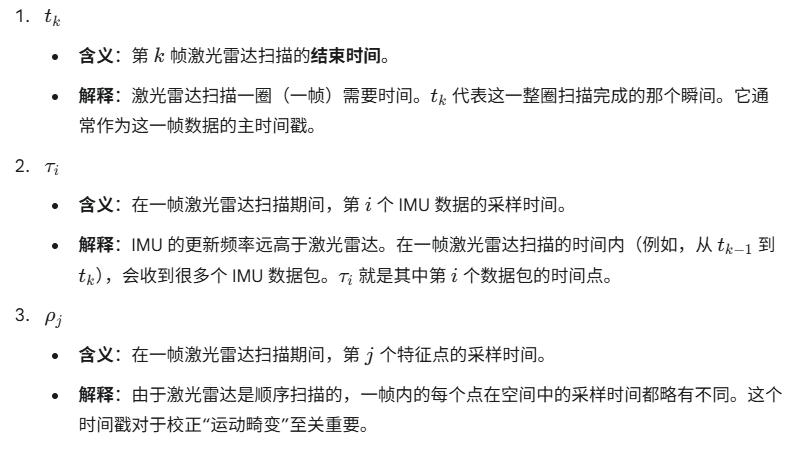 1. t_k
• 含义：第 k 帧激光雷达扫描的结束时间。
• 解释：激光雷达扫描一圈（一帧）需要时间。t_k 代表这一整圈扫描完成的那个瞬间。它通
常作为这一帧数据的主时间戳。
2. τ_i
• 含义：在一帧激光雷达扫描期间，第 i 个 IMU 数据的采样时间。
• 解释：IMU 的更新频率远高于激光雷达。在一帧激光雷达扫描的时间内（例如，从 t_{k−1} 到
t_k），会收到很多个 IMU 数据包。τ_i 就是其中第 i 个数据包的时间点。
3. ρ_j
• 含义：在一帧激光雷达扫描期间，第 j 个特征点的采样时间。
• 解释：由于激光雷达是顺序扫描的，一帧内的每个点在空间中的采样时间都略有不同。这个
时间戳对于校正“运动畸变”至关重要。